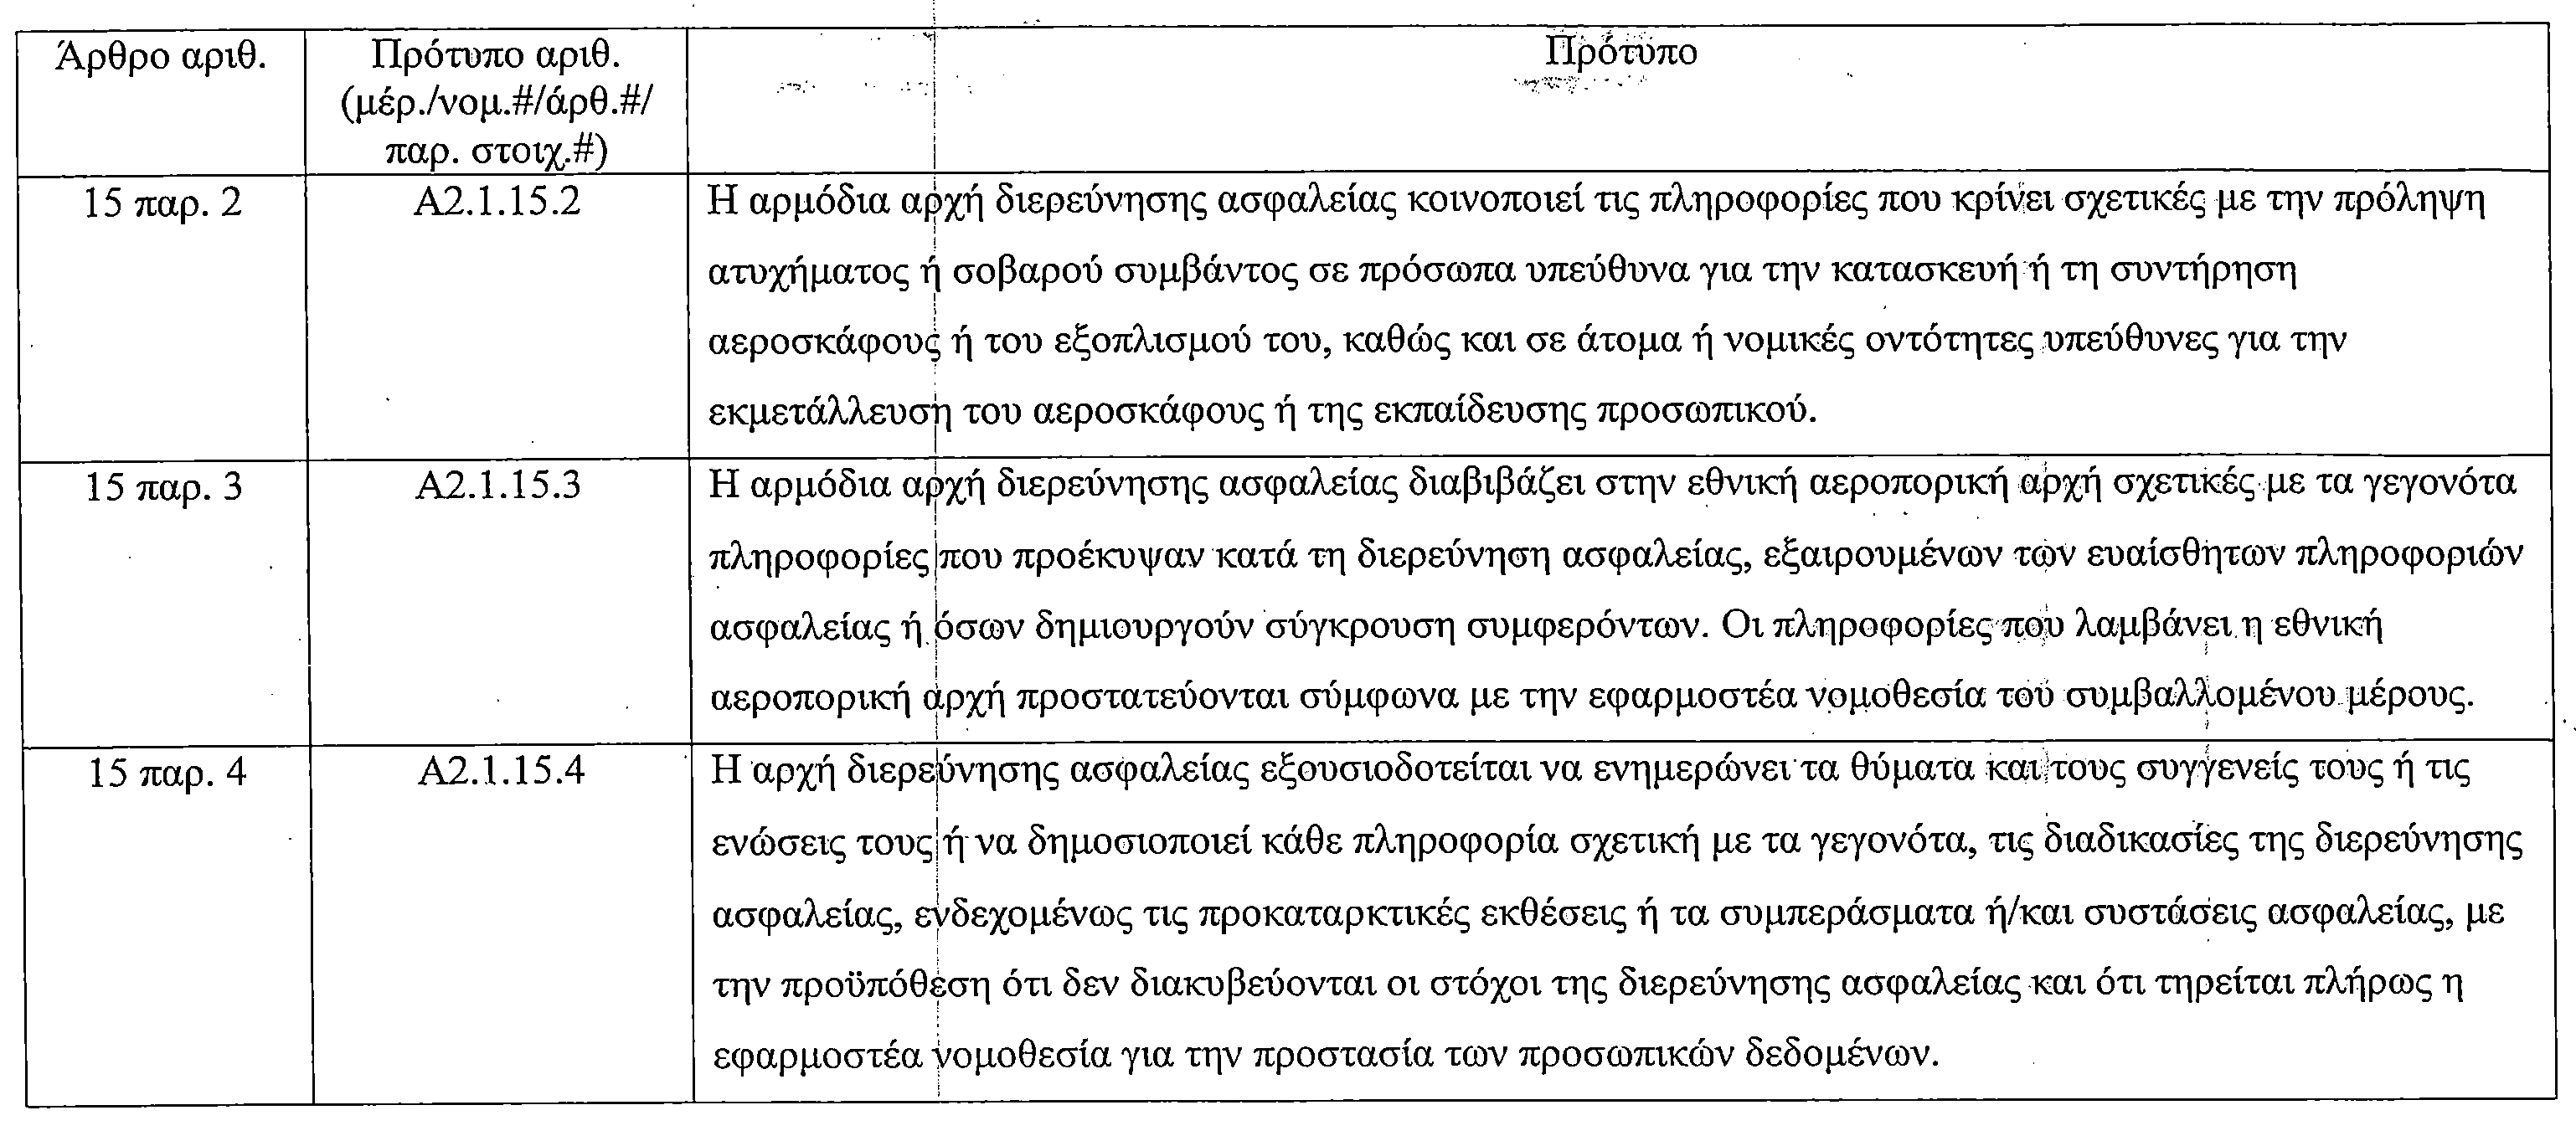 Άρθρο αριθ.
Πρότυπο αριθ.
(μέρ./νομ.#/άρθ.#/
παρ. στοιχ.#)
Πρότυπο
15 παρ. 2
A2.1.15.2
Η αρμόδια αρχή διερεύνησης ασφαλείας κοινοποιεί τις πληροφορίες που κρίνει σχετικές με την πρόληψη
ατυχήματος ή σοβαρού συμβάντος σε πρόσωπα υπεύθυνα για την κατασκευή ή τη συντήρηση
αεροσκάφους ή του εξοπλισμού του, καθώς και σε άτομα ή νομικές οντότητες υπεύθυνες για την
εκμετάλλευση του αεροσκάφους ή της εκπαίδευσης προσωπικού.
15 παρ. 3
A2.1.15.3
Η αρμόδια αρχή διερεύνησης ασφαλείας διαβιβάζει στην εθνική αεροπορική αρχή σχετικές με τα γεγονότα
πληροφορίες που προέκυψαν κατά τη διερεύνηση ασφαλείας, εξαιρουμένων των ευαίσθητων πληροφοριών
ασφαλείας ή όσων δημιουργούν σύγκρουση συμφερόντων. Οι πληροφορίες που λαμβάνει η εθνική
αεροπορική αρχή προστατεύονται σύμφωνα με την εφαρμοστέα νομοθεσία του συμβαλλομένου μέρους.
15 παρ. 4
A2.1.15.4
Η αρχή διερεύνησης ασφαλείας εξουσιοδοτείται να ενημερώνει τα θύματα και τους συγγενείς τους ή τις
ενώσεις τους ή να δημοσιοποιεί κάθε πληροφορία σχετική με τα γεγονότα, τις διαδικασίες της διερεύνησης
ασφαλείας, ενδεχομένως τις προκαταρκτικές εκθέσεις ή τα συμπεράσματα ή/και συστάσεις ασφαλείας, με
την προϋπόθεση ότι δεν διακυβεύονται οι στόχοι της διερεύνησης ασφαλείας και ότι τηρείται πλήρως η
εφαρμοστέα νομοθεσία για την προστασία των προσωπικών δεδομένων.